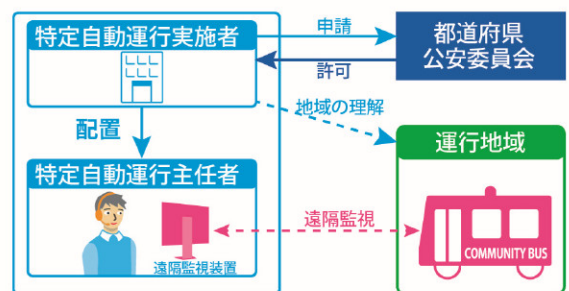 特定自動運行実施者
申請
都道府県
公安委員会
許可
地域の理解
配置
運行地域
特定自動運行主任者
遠隔監視
COMMUNITY BUS
遠隔監視装置